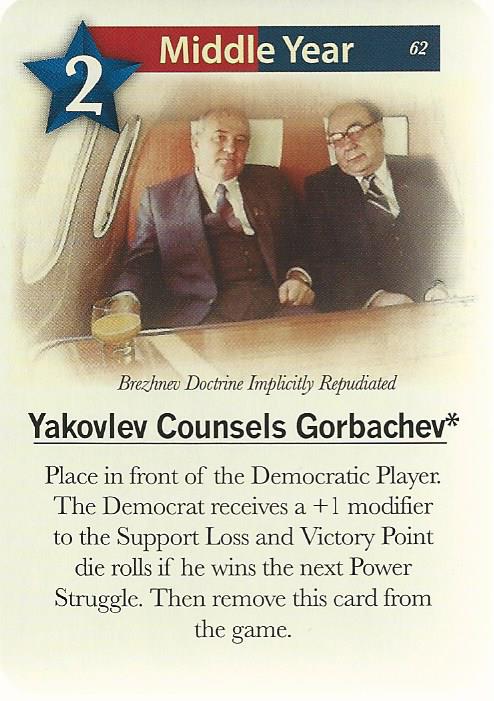 Middle Year
62
2
Brezhnev Doctrine Implicitly Repudiated
Yakovlev Counsels Gorbachev*
Place in front of the Democratic Player.
The Democrat receives a +1 modifier
to the Support Loss and Victory Point
die rolls if he wins the next Power
Struggle. Then remove this card from
the game.